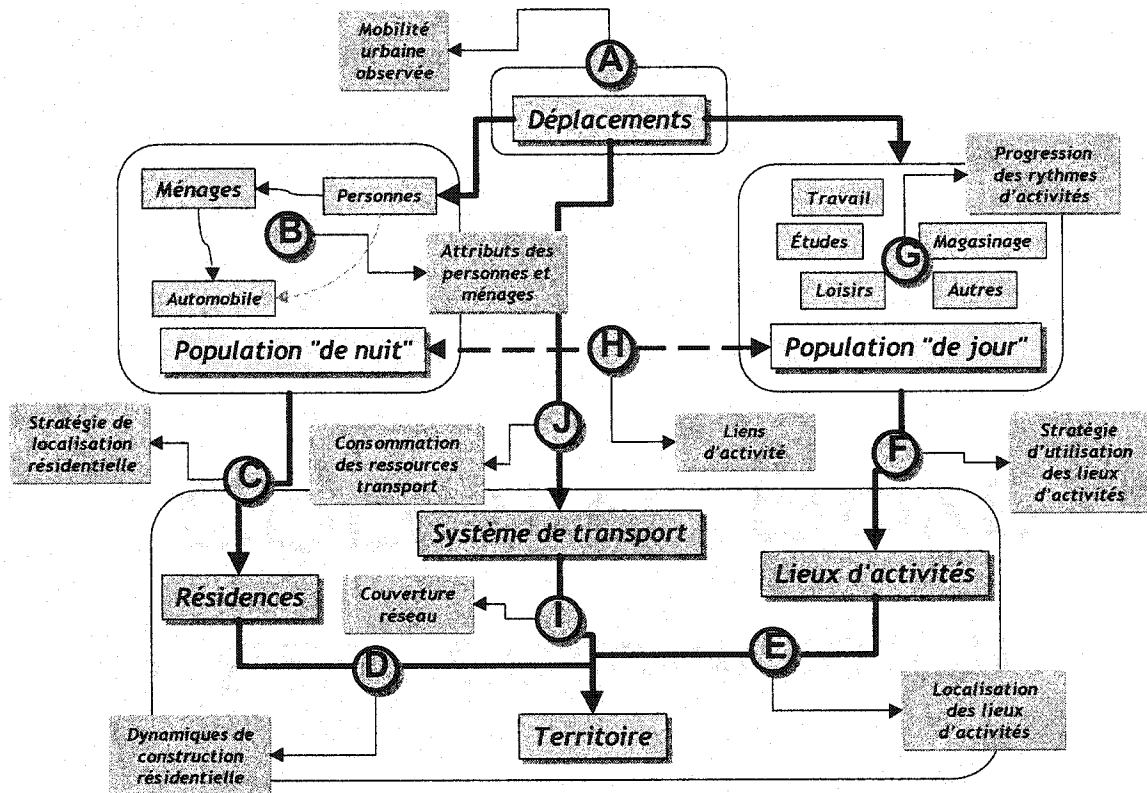 Mobilité
urbaine
observée
A
Déplacements
Ménages
Personnes
B
Automobile
Attributs des
personnes et
ménages
Population "de nuit"
Progression
des rythmes
d'activités
Travail
Études
Magasinage
G
Loisirs
Autres
Population "de jour"
H
Stratégie de
localisation
résidentielle
C
Consommation
des ressources
transport
J
Liens
d'activité
F
Stratégie
d'utilisation
des lieux
d'activités
Système de transport
Résidences
Lieux d'activités
Couverture
réseau
I
D
E
Territoire
Dynamiques de
construction
résidentielle
Localisation
des lieux
d'activités